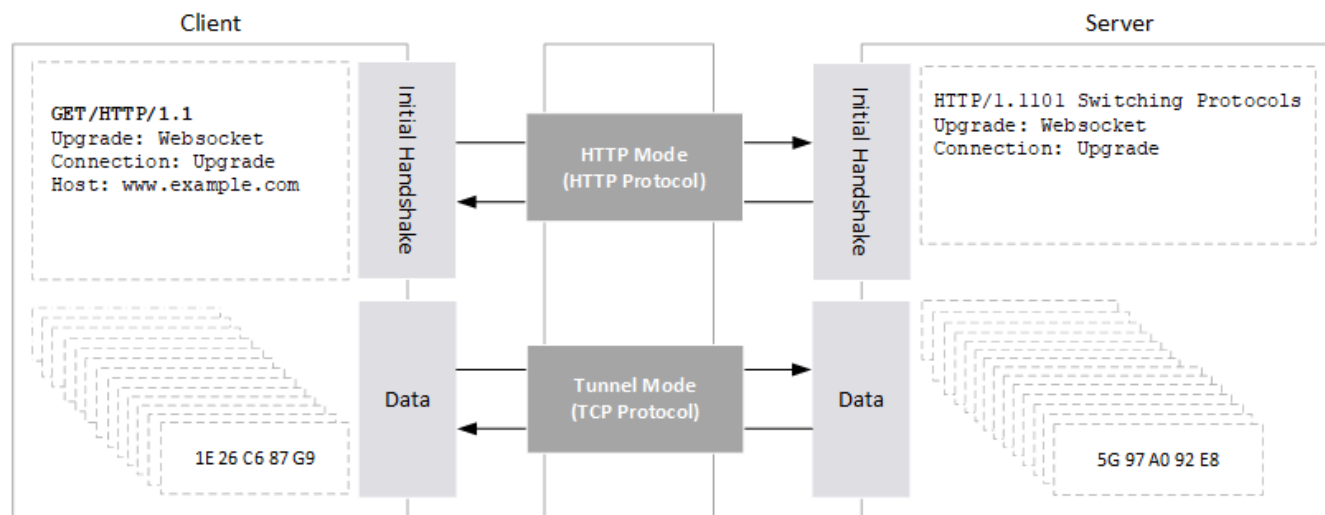 Client
Server
GET/HTTP/1.1
Upgrade: Websocket
Connection: Upgrade
Host: www.example.com
Initial Handshake
HTTP Mode
(HTTP Protocol)
Initial Handshake
HTTP/1.1101 Switching Protocols
Upgrade: Websocket
Connection: Upgrade
1E 26 C6 87 G9
Data
Tunnel Mode
(TCP Protocol)
Data
5G 97 A0 92 E8